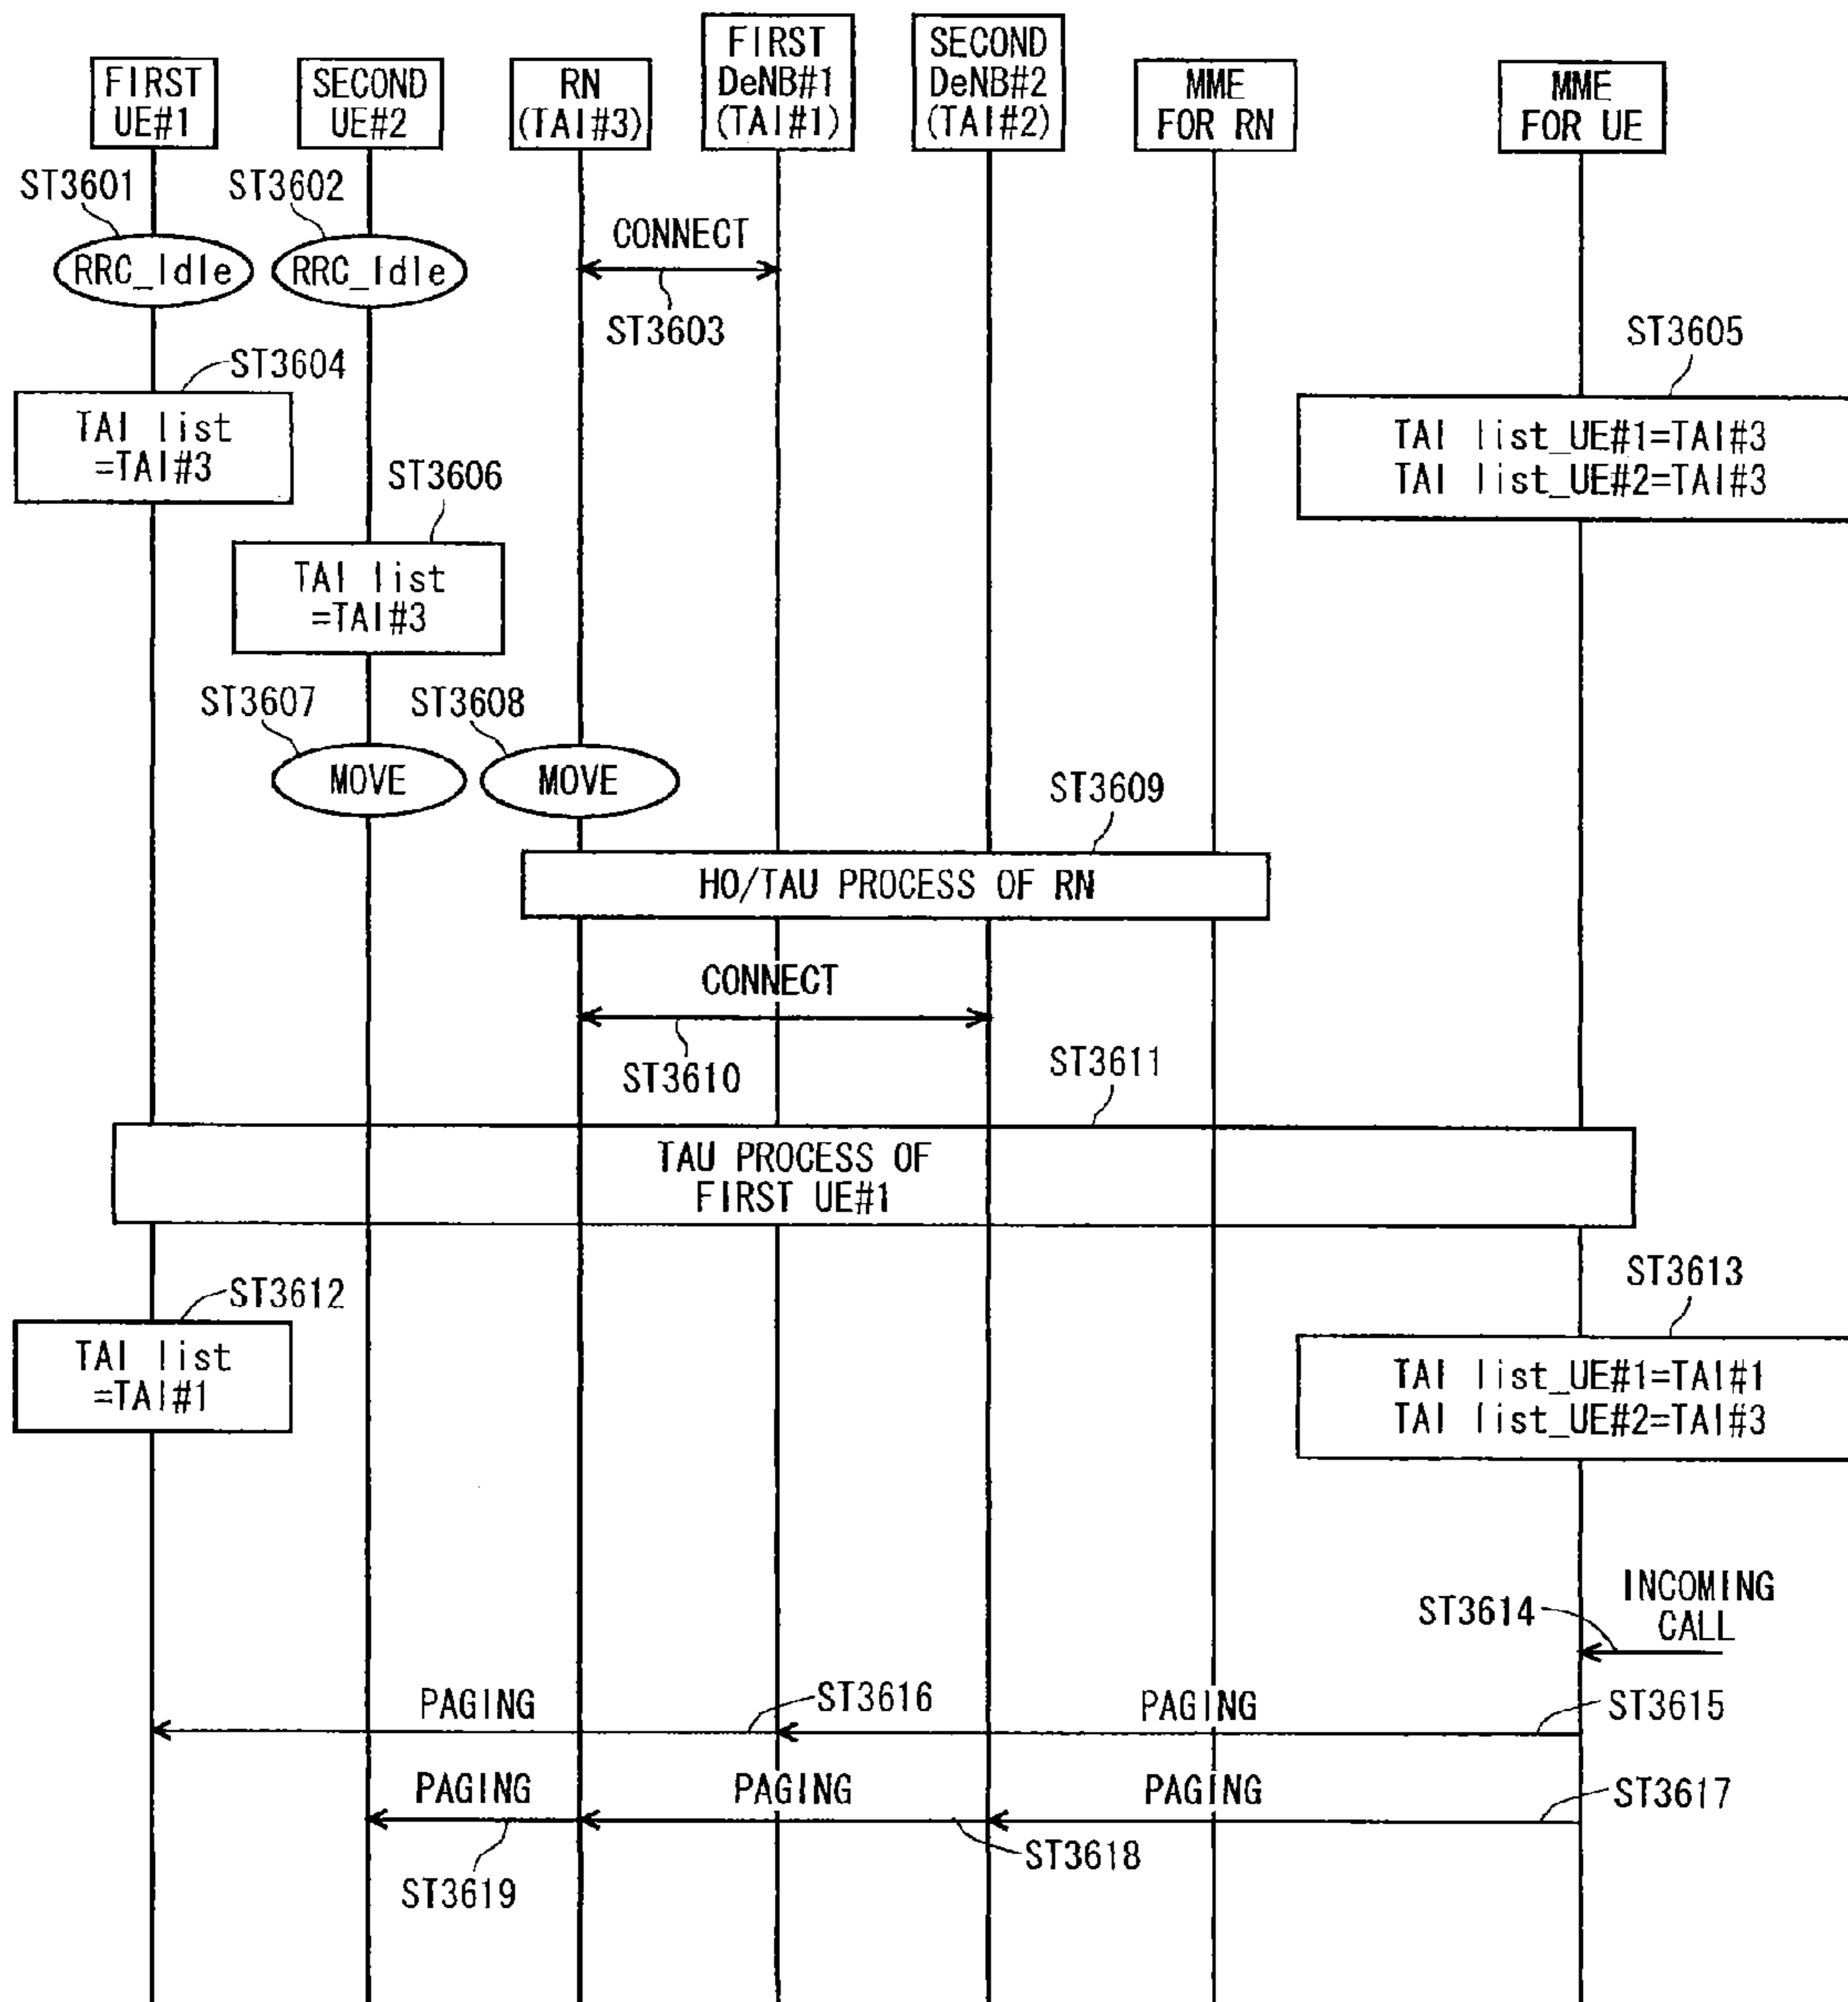 FIRST
UE#1
SECOND
UE#2
RN
(TAI#3)
FIRST
DeNB#1
(TAI#1)
SECOND
DeNB#2
(TAI#2)
MME
FOR RN
MME
FOR UE
ST3601
ST3602
RRC_Idle
RRC_Idle
CONNECT
ST3603
ST3604
ST3605
TAI list
=TAI#3
TAI list_UE#1=TAI#3
TAI list_UE#2=TAI#3
ST3606
TAI list
=TAI#3
ST3607
ST3608
MOVE
MOVE
ST3609
HO/TAU PROCESS OF RN
CONNECT
ST3610
ST3611
TAU PROCESS OF
FIRST UE#1
ST3612
ST3613
TAI list
=TAI#1
TAI list_UE#1=TAI#1
TAI list_UE#2=TAI#3
ST3614
INCOMING
CALL
PAGING
ST3616
PAGING
ST3615
PAGING
PAGING
PAGING
ST3617
ST3618
ST3619